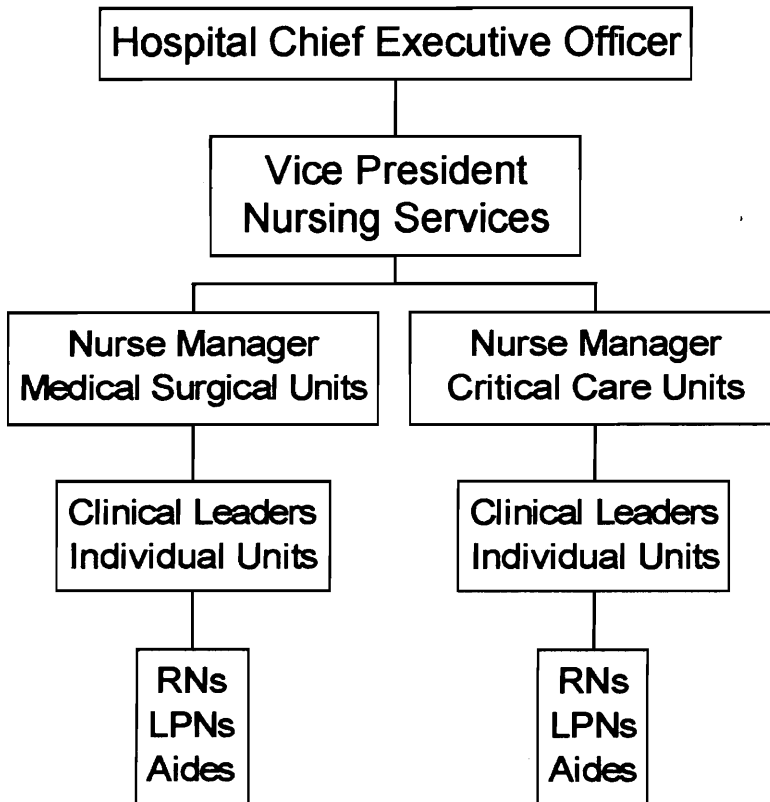 Hospital Chief Executive Officer
Vice President
Nursing Services
Nurse Manager
Medical Surgical Units
Nurse Manager
Critical Care Units
Clinical Leaders
Individual Units
Clinical Leaders
Individual Units
RNs
LPNs
Aides
RNs
LPNs
Aides